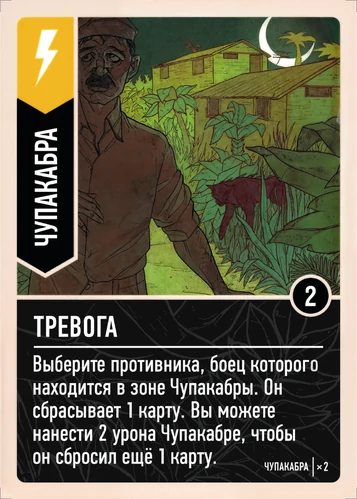 ЧУПАКАБРА
2
ТРЕВОГА
Выберите противника, боец которого
находится в зоне Чупакабры. Он
сбрасывает 1 карту. Вы можете
нанести 2 урона Чупакабре, чтобы
он сбросил ещё 1 карту.
ЧУПАКАБРА | ×2